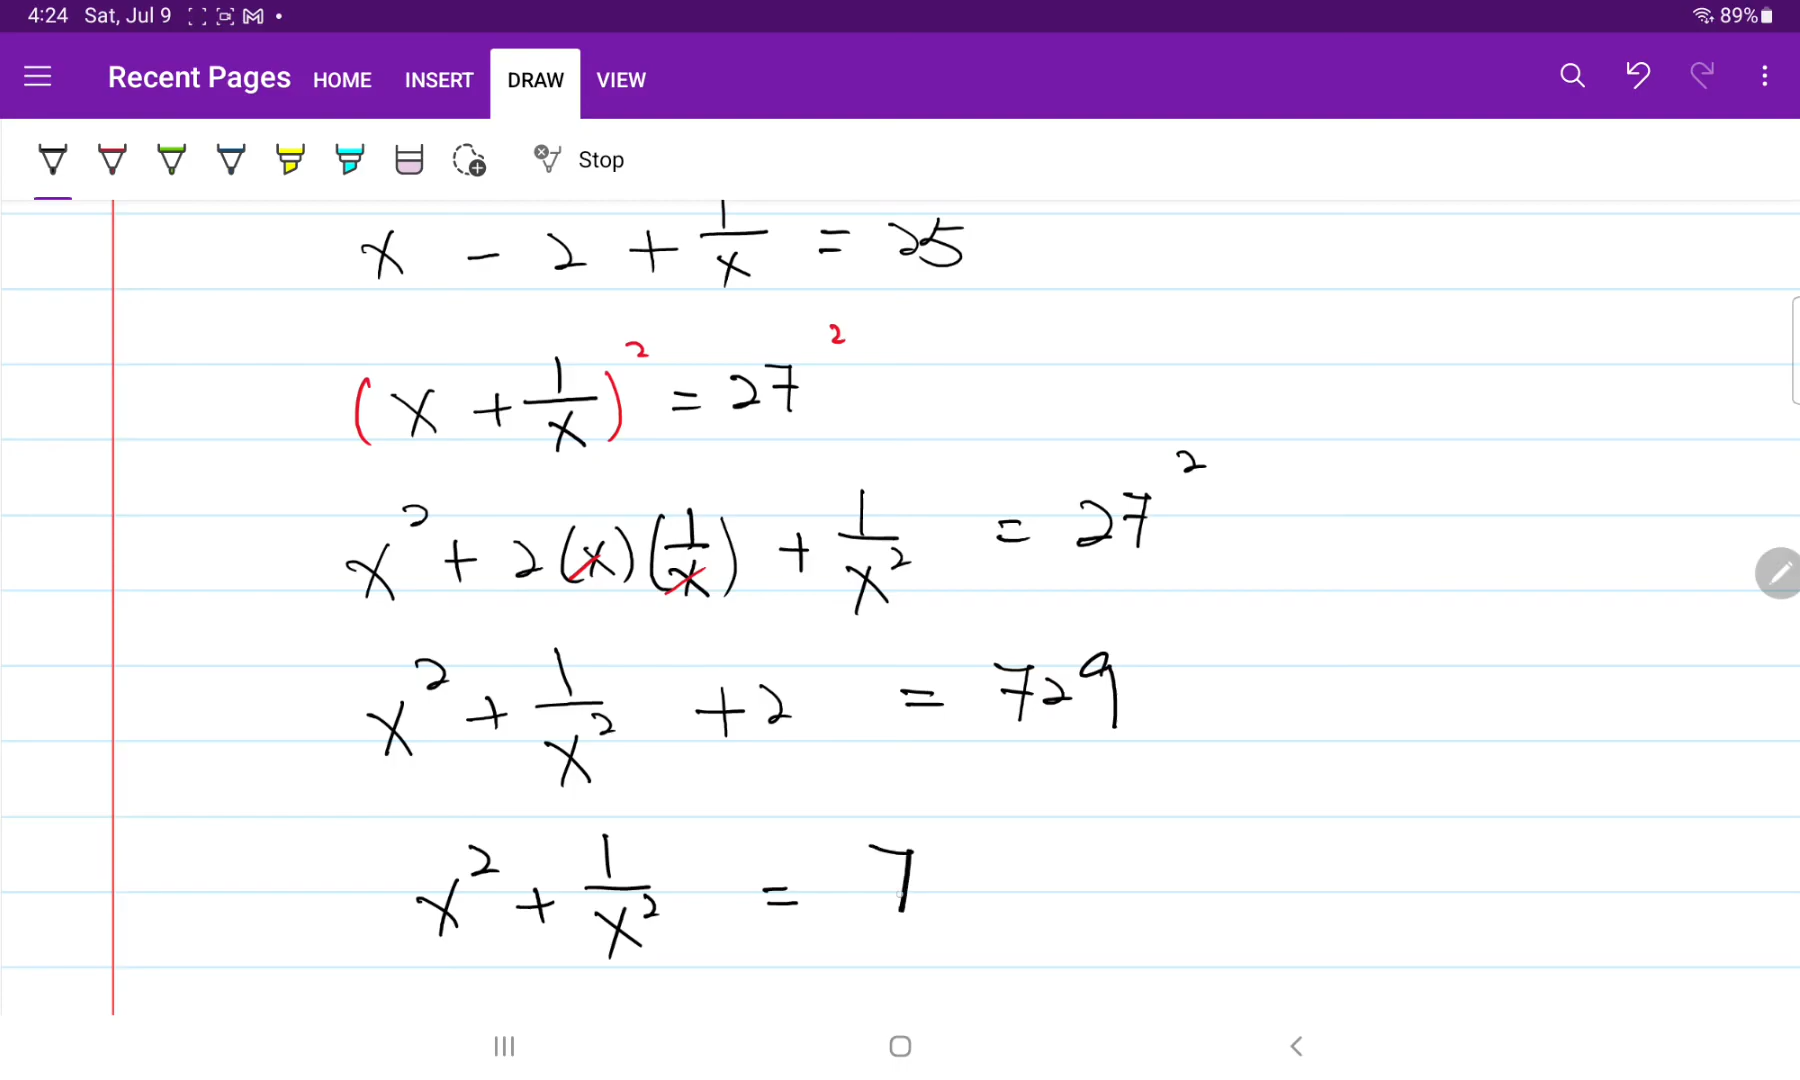 4:24 Sat, Jul 9 89%
Recent Pages HOME INSERT DRAW VIEW
Stop
x - 2 + 1/x = 25
(x + 1/x)² = 27²
x² + 2(x)(1/x) + 1/x² = 27²
x² + 1/x² + 2 = 729
x² + 1/x² = 7